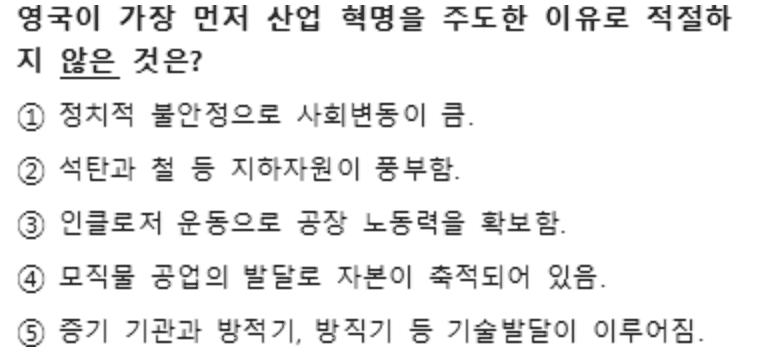 영국이 가장 먼저 산업 혁명을 주도한 이유로 적절하
지 않은 것은?
① 정치적 불안정으로 사회변동이 큼.
② 석탄과 철 등 지하자원이 풍부함.
③ 인클로저 운동으로 공장 노동력을 확보함.
④ 모직물 공업의 발달로 자본이 축적되어 있음.
⑤ 증기 기관과 방적기, 방직기 등 기술발달이 이루어짐.